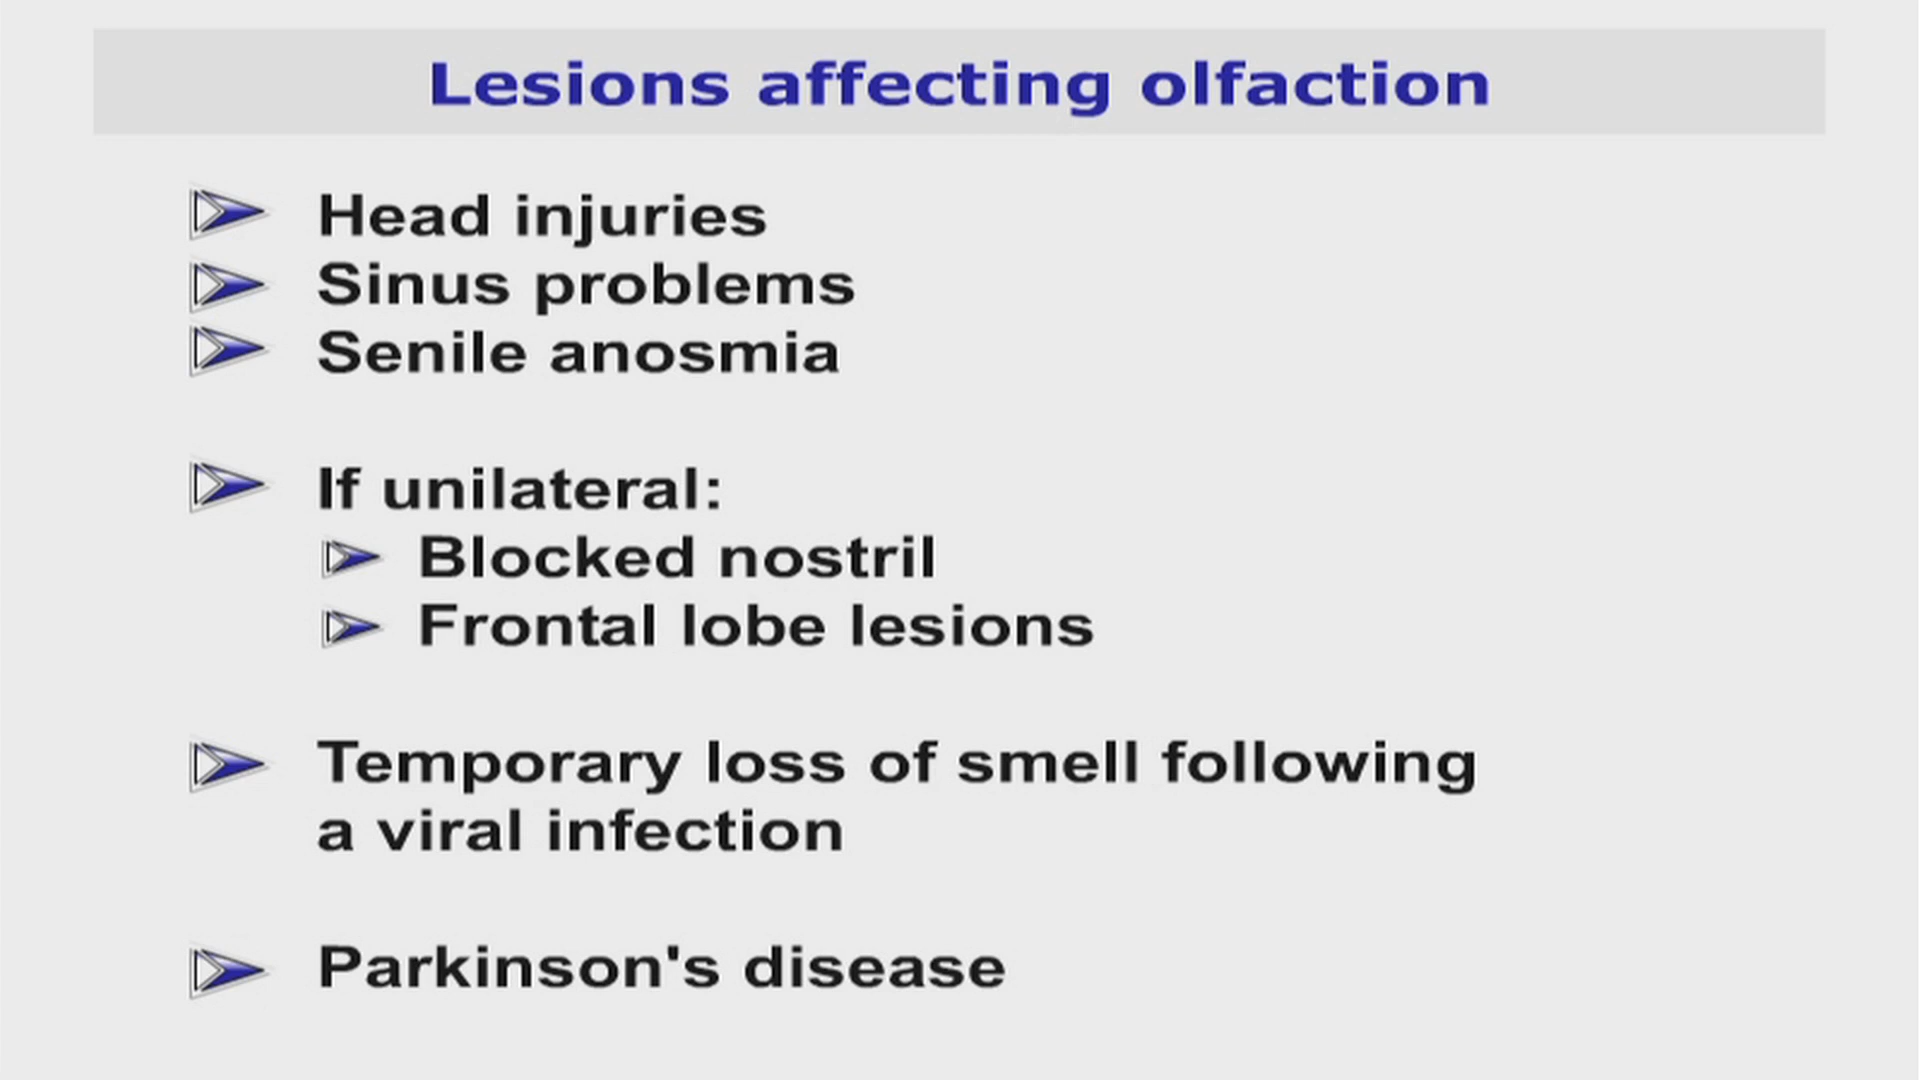 Lesions affecting olfaction
Head injuries
Sinus problems
Senile anosmia
If unilateral:
Blocked nostril
Frontal lobe lesions
Temporary loss of smell following
a viral infection
Parkinson's disease